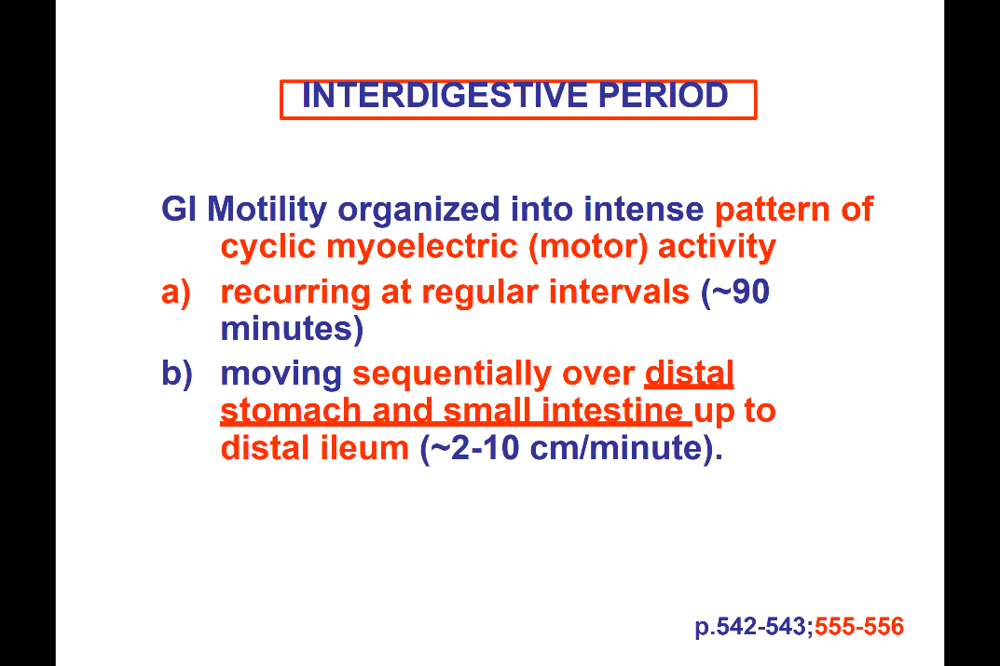 INTERDIGESTIVE PERIOD
GI Motility organized into intense pattern of
cyclic myoelectric (motor) activity
a) recurring at regular intervals (~90
minutes)
b) moving sequentially over distal
stomach and small intestine up to
distal ileum (~2-10 cm/minute).
p.542-543;555-556